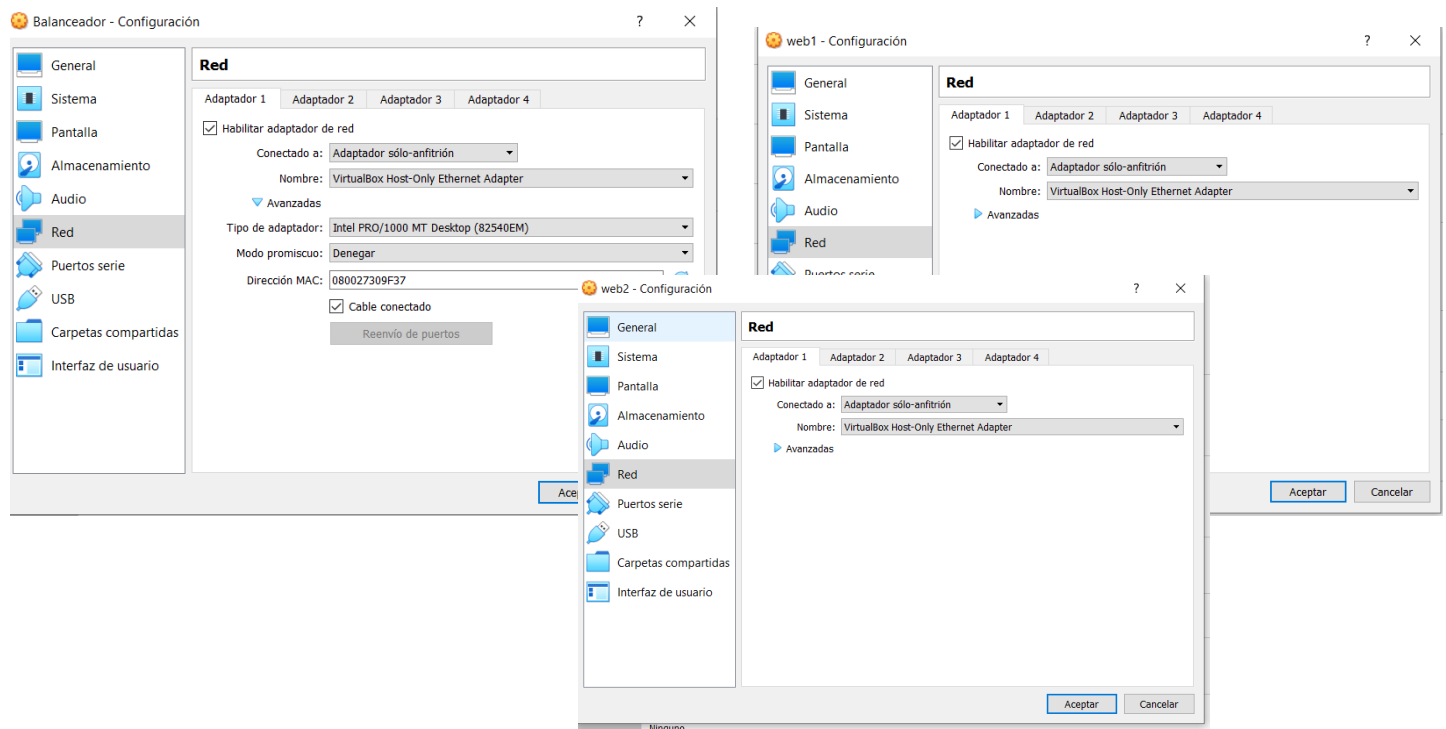 Balanceador - Configuración ? ×
General
Sistema
Pantalla
Almacenamiento
Audio
Red
Puertos serie
USB
Carpetas compartidas
Interfaz de usuario
Red
Adaptador 1 Adaptador 2 Adaptador 3 Adaptador 4
Habilitar adaptador de red
Conectado a: Adaptador sólo-anfitrión
Nombre: VirtualBox Host-Only Ethernet Adapter
Avanzadas
Tipo de adaptador: Intel PRO/1000 MT Desktop (82540EM)
Modo promiscuo: Denegar
Dirección MAC: 080027309F37
Cable conectado
Reenvío de puertos
web1 - Configuración ? ×
General
Sistema
Pantalla
Almacenamiento
Audio
Red
Puertos serie
Red
Adaptador 1 Adaptador 2 Adaptador 3 Adaptador 4
Habilitar adaptador de red
Conectado a: Adaptador sólo-anfitrión
Nombre: VirtualBox Host-Only Ethernet Adapter
Avanzadas
Aceptar Cancelar
web2 - Configuración ? ×
General
Sistema
Pantalla
Almacenamiento
Audio
Red
Puertos serie
USB
Carpetas compartidas
Interfaz de usuario
Red
Adaptador 1 Adaptador 2 Adaptador 3 Adaptador 4
Habilitar adaptador de red
Conectado a: Adaptador sólo-anfitrión
Nombre: VirtualBox Host-Only Ethernet Adapter
Avanzadas
Aceptar Cancelar